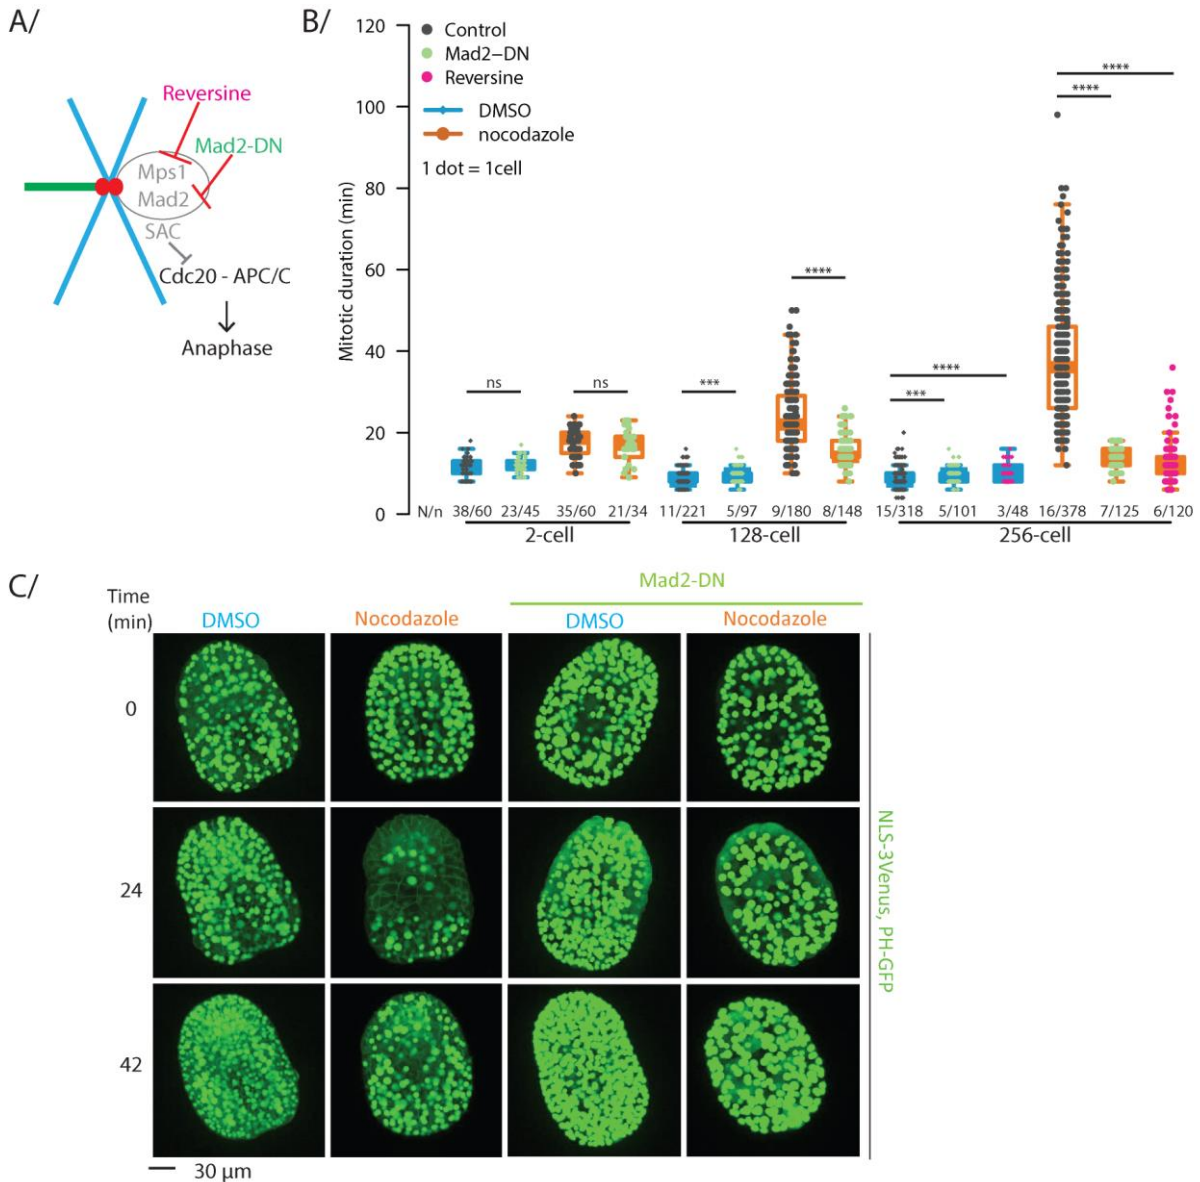 A/
Reversine
Mad2-DN
Mps1
Mad2
SAC
Cdc20 - APC/C
Anaphase
B/
Mitotic duration (min)
120
100
80
60
40
20
0
Control
Mad2−DN
Reversine
DMSO
nocodazole
1 dot = 1cell
ns
ns
***
****
***
****
****
****
N/n 38/60 23/45 35/60 21/34 11/221 5/97 9/180 8/148 15/318 5/101 3/48 16/378 7/125 6/120
2-cell 128-cell 256-cell
C/
Mad2-DN
Time
(min)
DMSO Nocodazole DMSO Nocodazole
0
24
42
NLS-3Venus, PH-GFP
30 µm